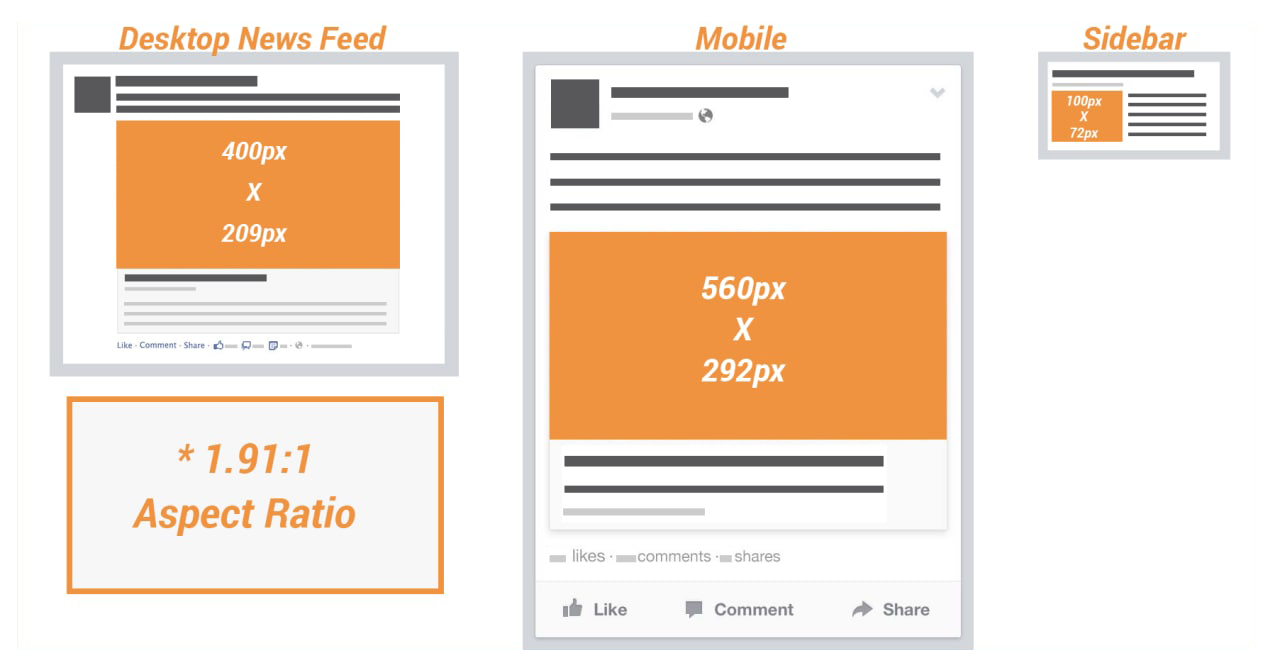 Desktop News Feed
400px
X
209px
Like · Comment · Share ·
* 1.91:1
Aspect Ratio
Mobile
560px
X
292px
likes · comments · shares
Like Comment Share
Sidebar
100px
X
72px